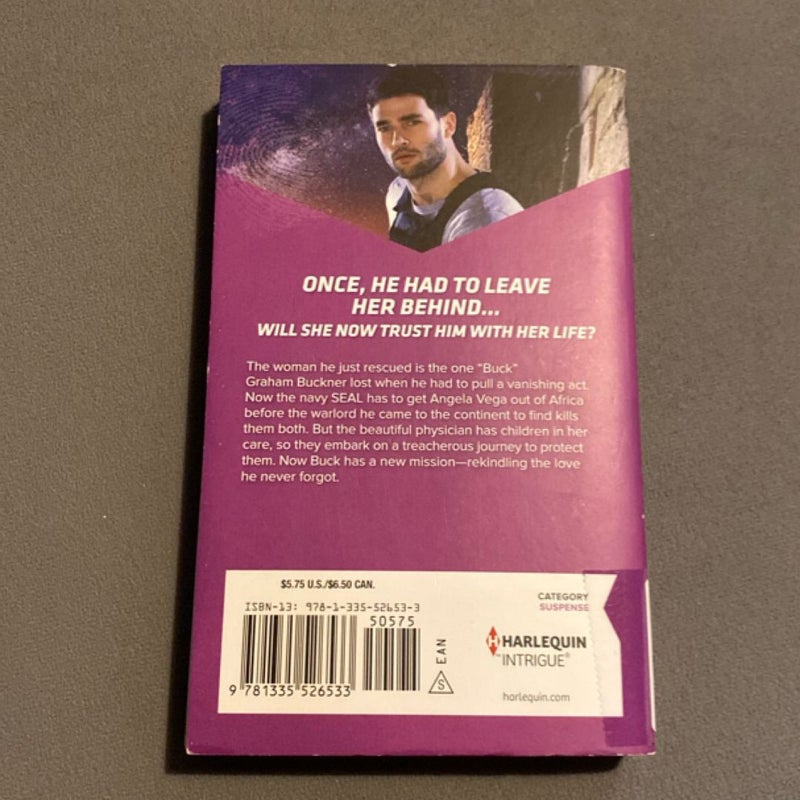 ONCE, HE HAD TO LEAVE
HER BEHIND...
WILL SHE NOW TRUST HIM WITH HER LIFE?
The woman he just rescued is the one "Buck"
Graham Buckner lost when he had to pull a vanishing act.
Now the navy SEAL has to get Angela Vega out of Africa
before the warlord he came to the continent to find kills
them both. But the beautiful physician has children in her
care, so they embark on a treacherous journey to protect
them. Now Buck has a new mission—rekindling the love
he never forgot.
$5.75 U.S./$6.50 CAN.
ISBN-13: 978-1-335-52653-3
50575
9 781335 526533
EAN
S
CATEGORY
SUSPENSE
H HARLEQUIN
™INTRIGUE®
harlequin.com